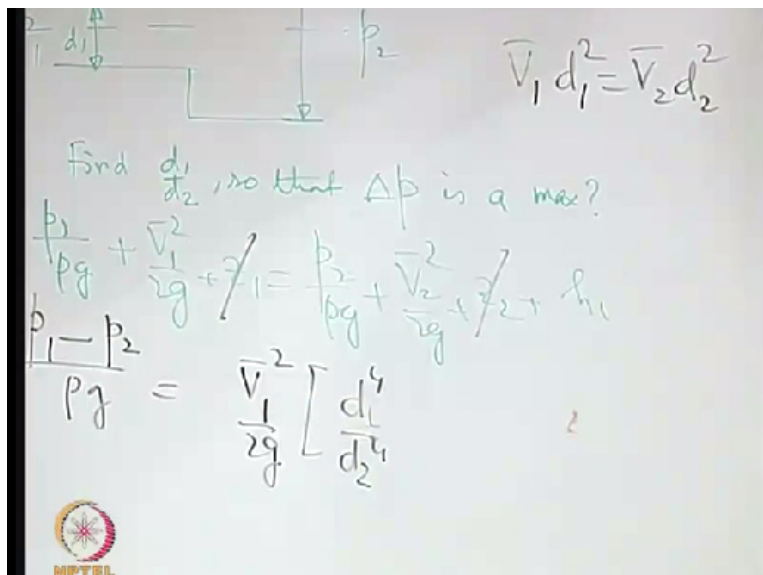 d₁
p₂
V̄₁ d₁² = V̄₂ d₂²
Find d₁/d₂, so that Δp is a max?
p₁/ρg + V̄₁²/2g + z₁ = p₂/ρg + V̄₂²/2g + z₂ + h₁
p₁ − p₂/ρg = V̄₁²/2g [ d₁⁴/d₂⁴
NPTEL